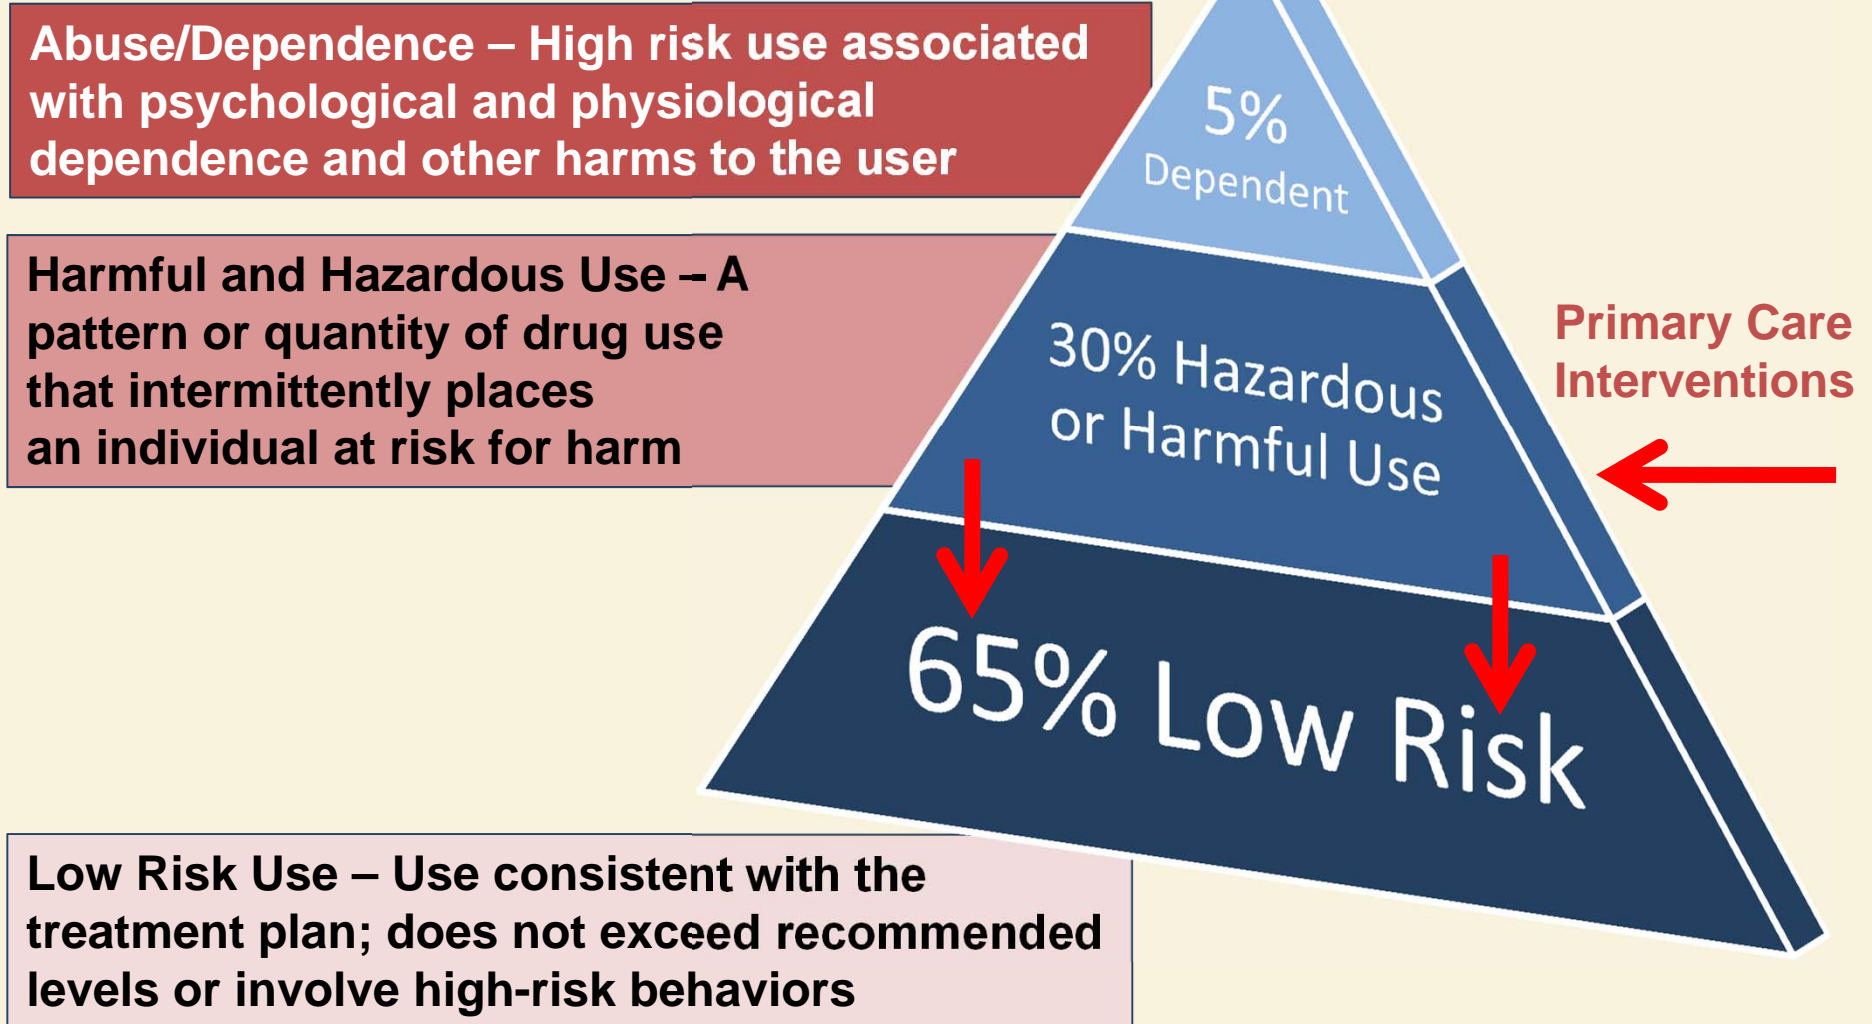 Abuse/Dependence – High risk use associated
with psychological and physiological
dependence and other harms to the user
5%
Dependent
Harmful and Hazardous Use – A
pattern or quantity of drug use
that intermittently places
an individual at risk for harm
30% Hazardous
or Harmful Use
Primary Care
Interventions
65% Low Risk
Low Risk Use – Use consistent with the
treatment plan; does not exceed recommended
levels or involve high-risk behaviors